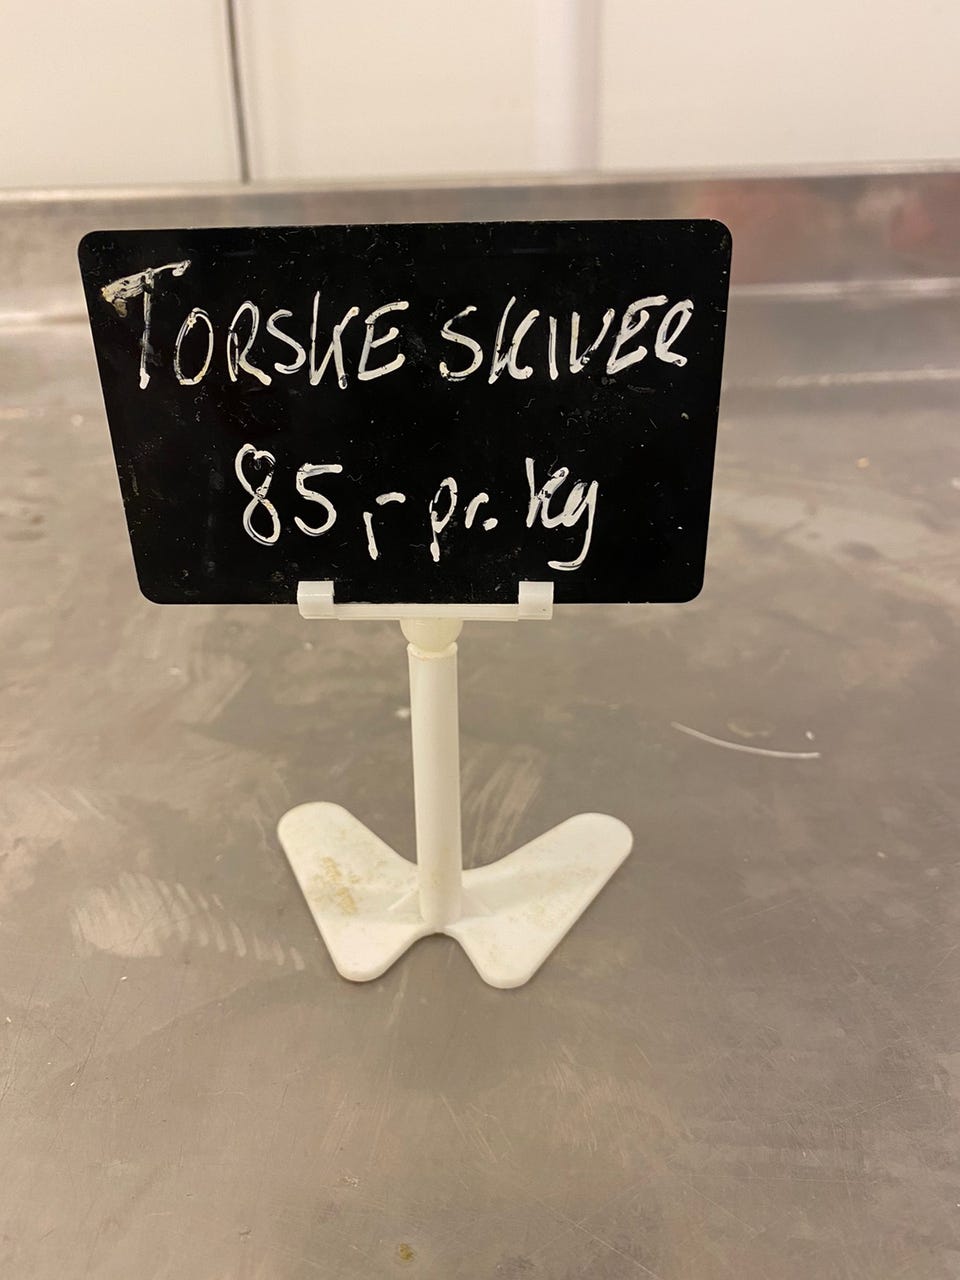 TORSKE SKIVER
85,- pr. kg